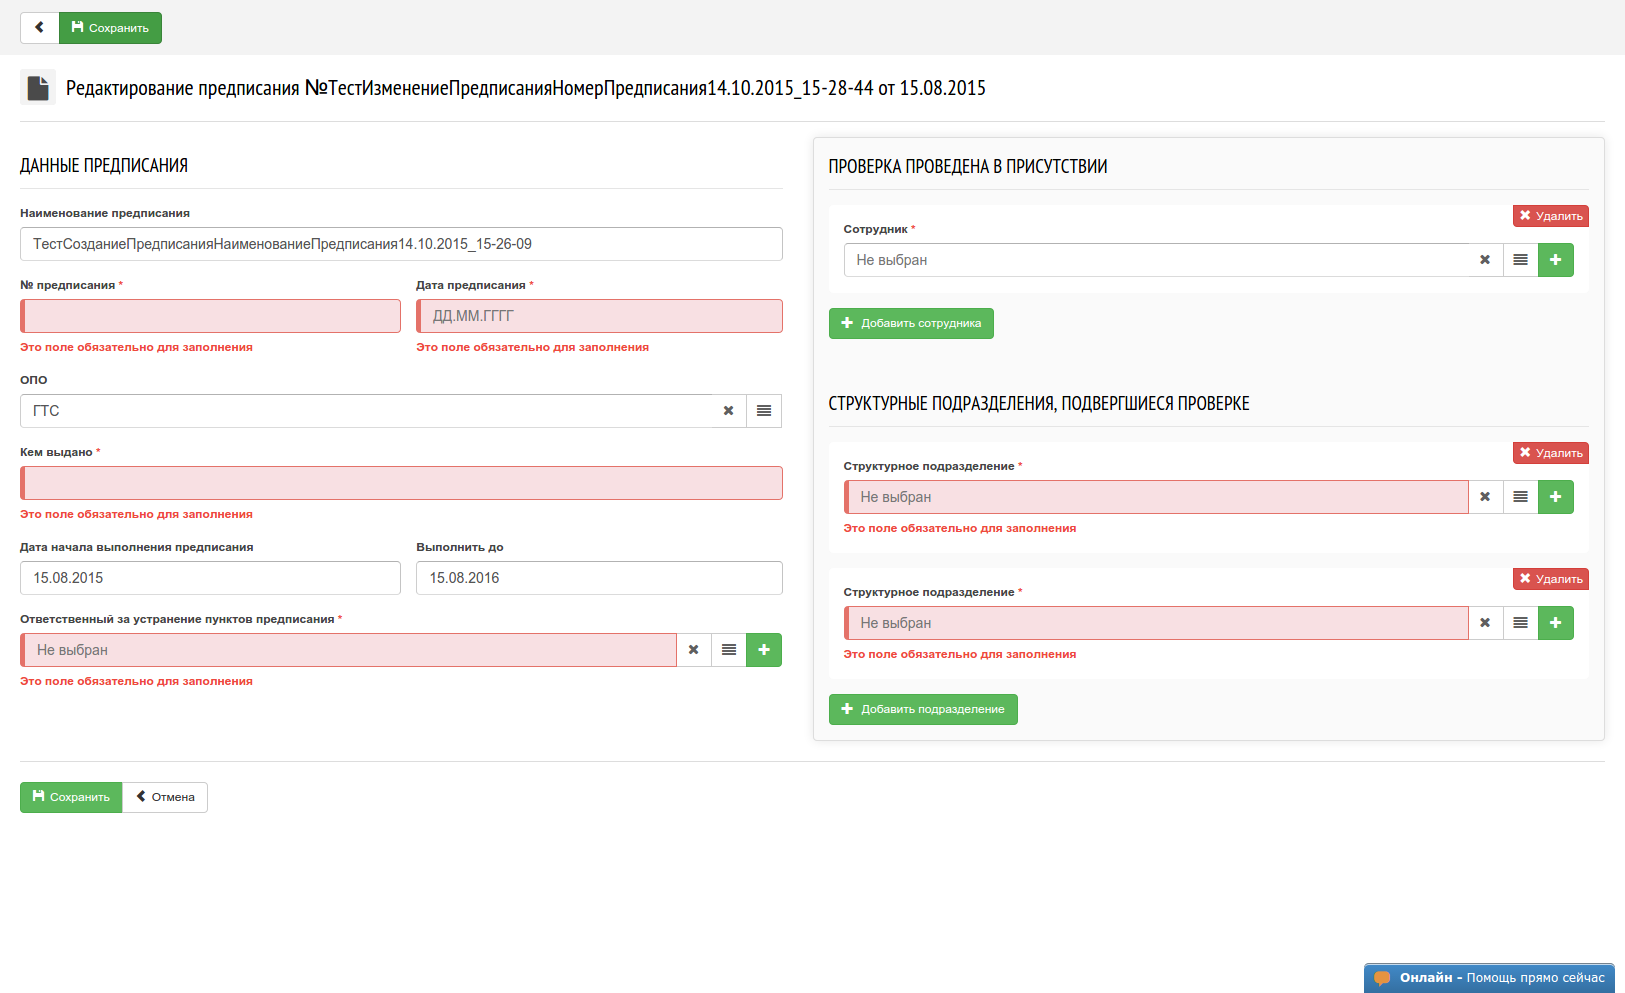 Сохранить
Редактирование предписания №ТестИзменениеПредписанияНомерПредписания14.10.2015_15-28-44 от 15.08.2015
ДАННЫЕ ПРЕДПИСАНИЯ
Наименование предписания
ТестСозданиеПредписанияНаименованиеПредписания14.10.2015_15-26-09
№ предписания *
Дата предписания *
ДД.ММ.ГГГГ
Это поле обязательно для заполнения
Это поле обязательно для заполнения
ОПО
ГТС
Кем выдано *
Это поле обязательно для заполнения
Дата начала выполнения предписания
Выполнить до
15.08.2015
15.08.2016
Ответственный за устранение пунктов предписания *
Не выбран
Это поле обязательно для заполнения
ПРОВЕРКА ПРОВЕДЕНА В ПРИСУТСТВИИ
Удалить
Сотрудник *
Не выбран
Добавить сотрудника
СТРУКТУРНЫЕ ПОДРАЗДЕЛЕНИЯ, ПОДВЕРГШИЕСЯ ПРОВЕРКЕ
Удалить
Структурное подразделение *
Не выбран
Это поле обязательно для заполнения
Удалить
Структурное подразделение *
Не выбран
Это поле обязательно для заполнения
Добавить подразделение
Сохранить
Отмена
Онлайн - Помощь прямо сейчас